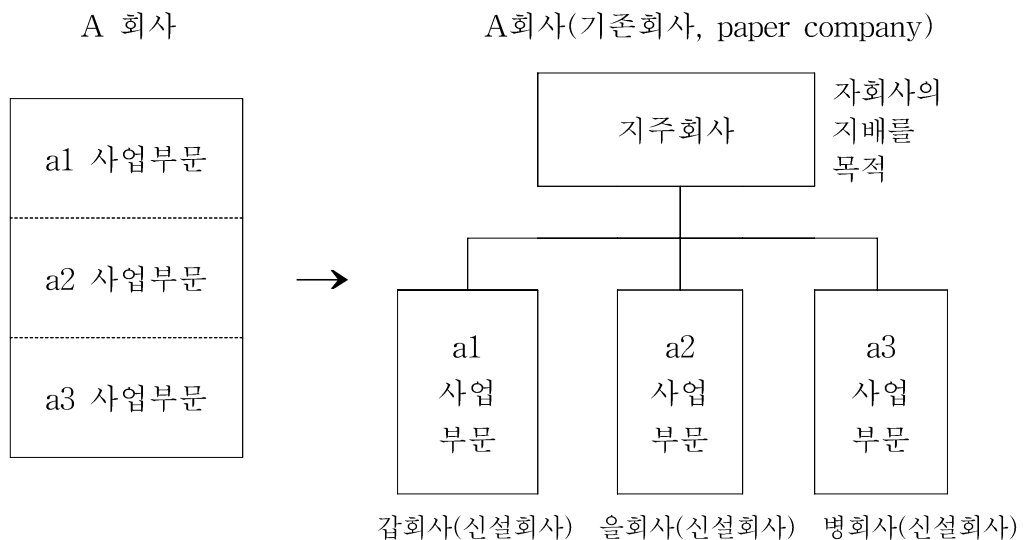 A 회사
a1 사업부문
a2 사업부문
a3 사업부문
→
A회사(기존회사, paper company)
지주회사
자회사의
지배를
목적
a1
사업
부문
갑회사(신설회사)
a2
사업
부문
을회사(신설회사)
a3
사업
부문
병회사(신설회사)